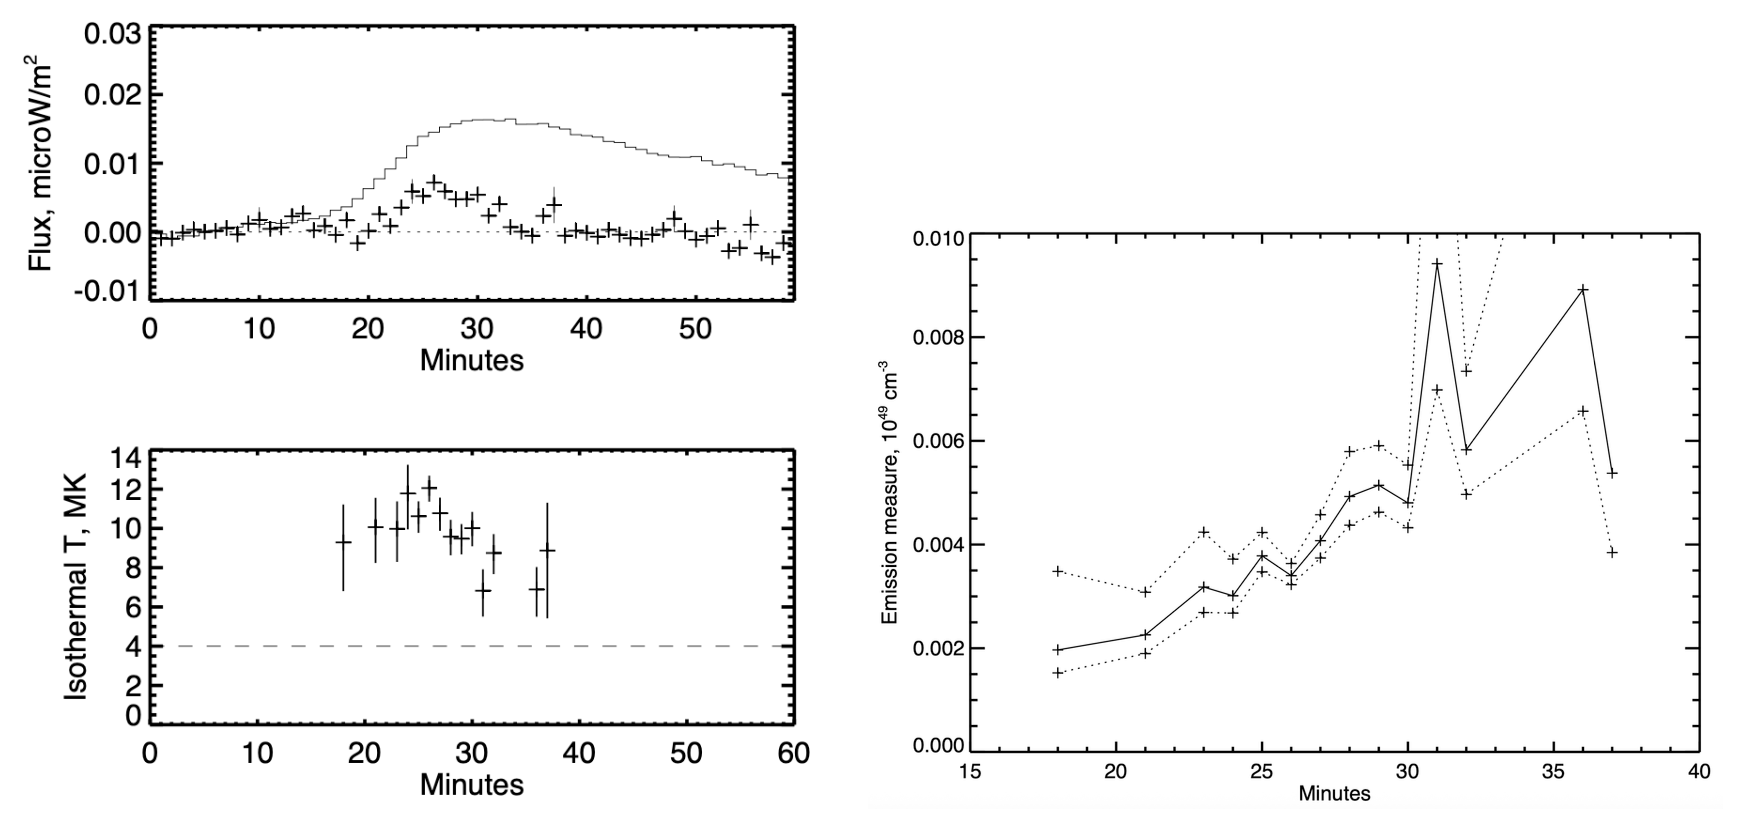 0.03
0.02
0.01
0.00
-0.01
Flux, microW/m²
0 10 20 30 40 50
Minutes
14
12
10
8
6
4
2
0
Isothermal T, MK
0 10 20 30 40 50 60
Minutes
0.010
0.008
0.006
0.004
0.002
0.000
Emission measure, 10⁴⁹ cm⁻³
15 20 25 30 35 40
Minutes